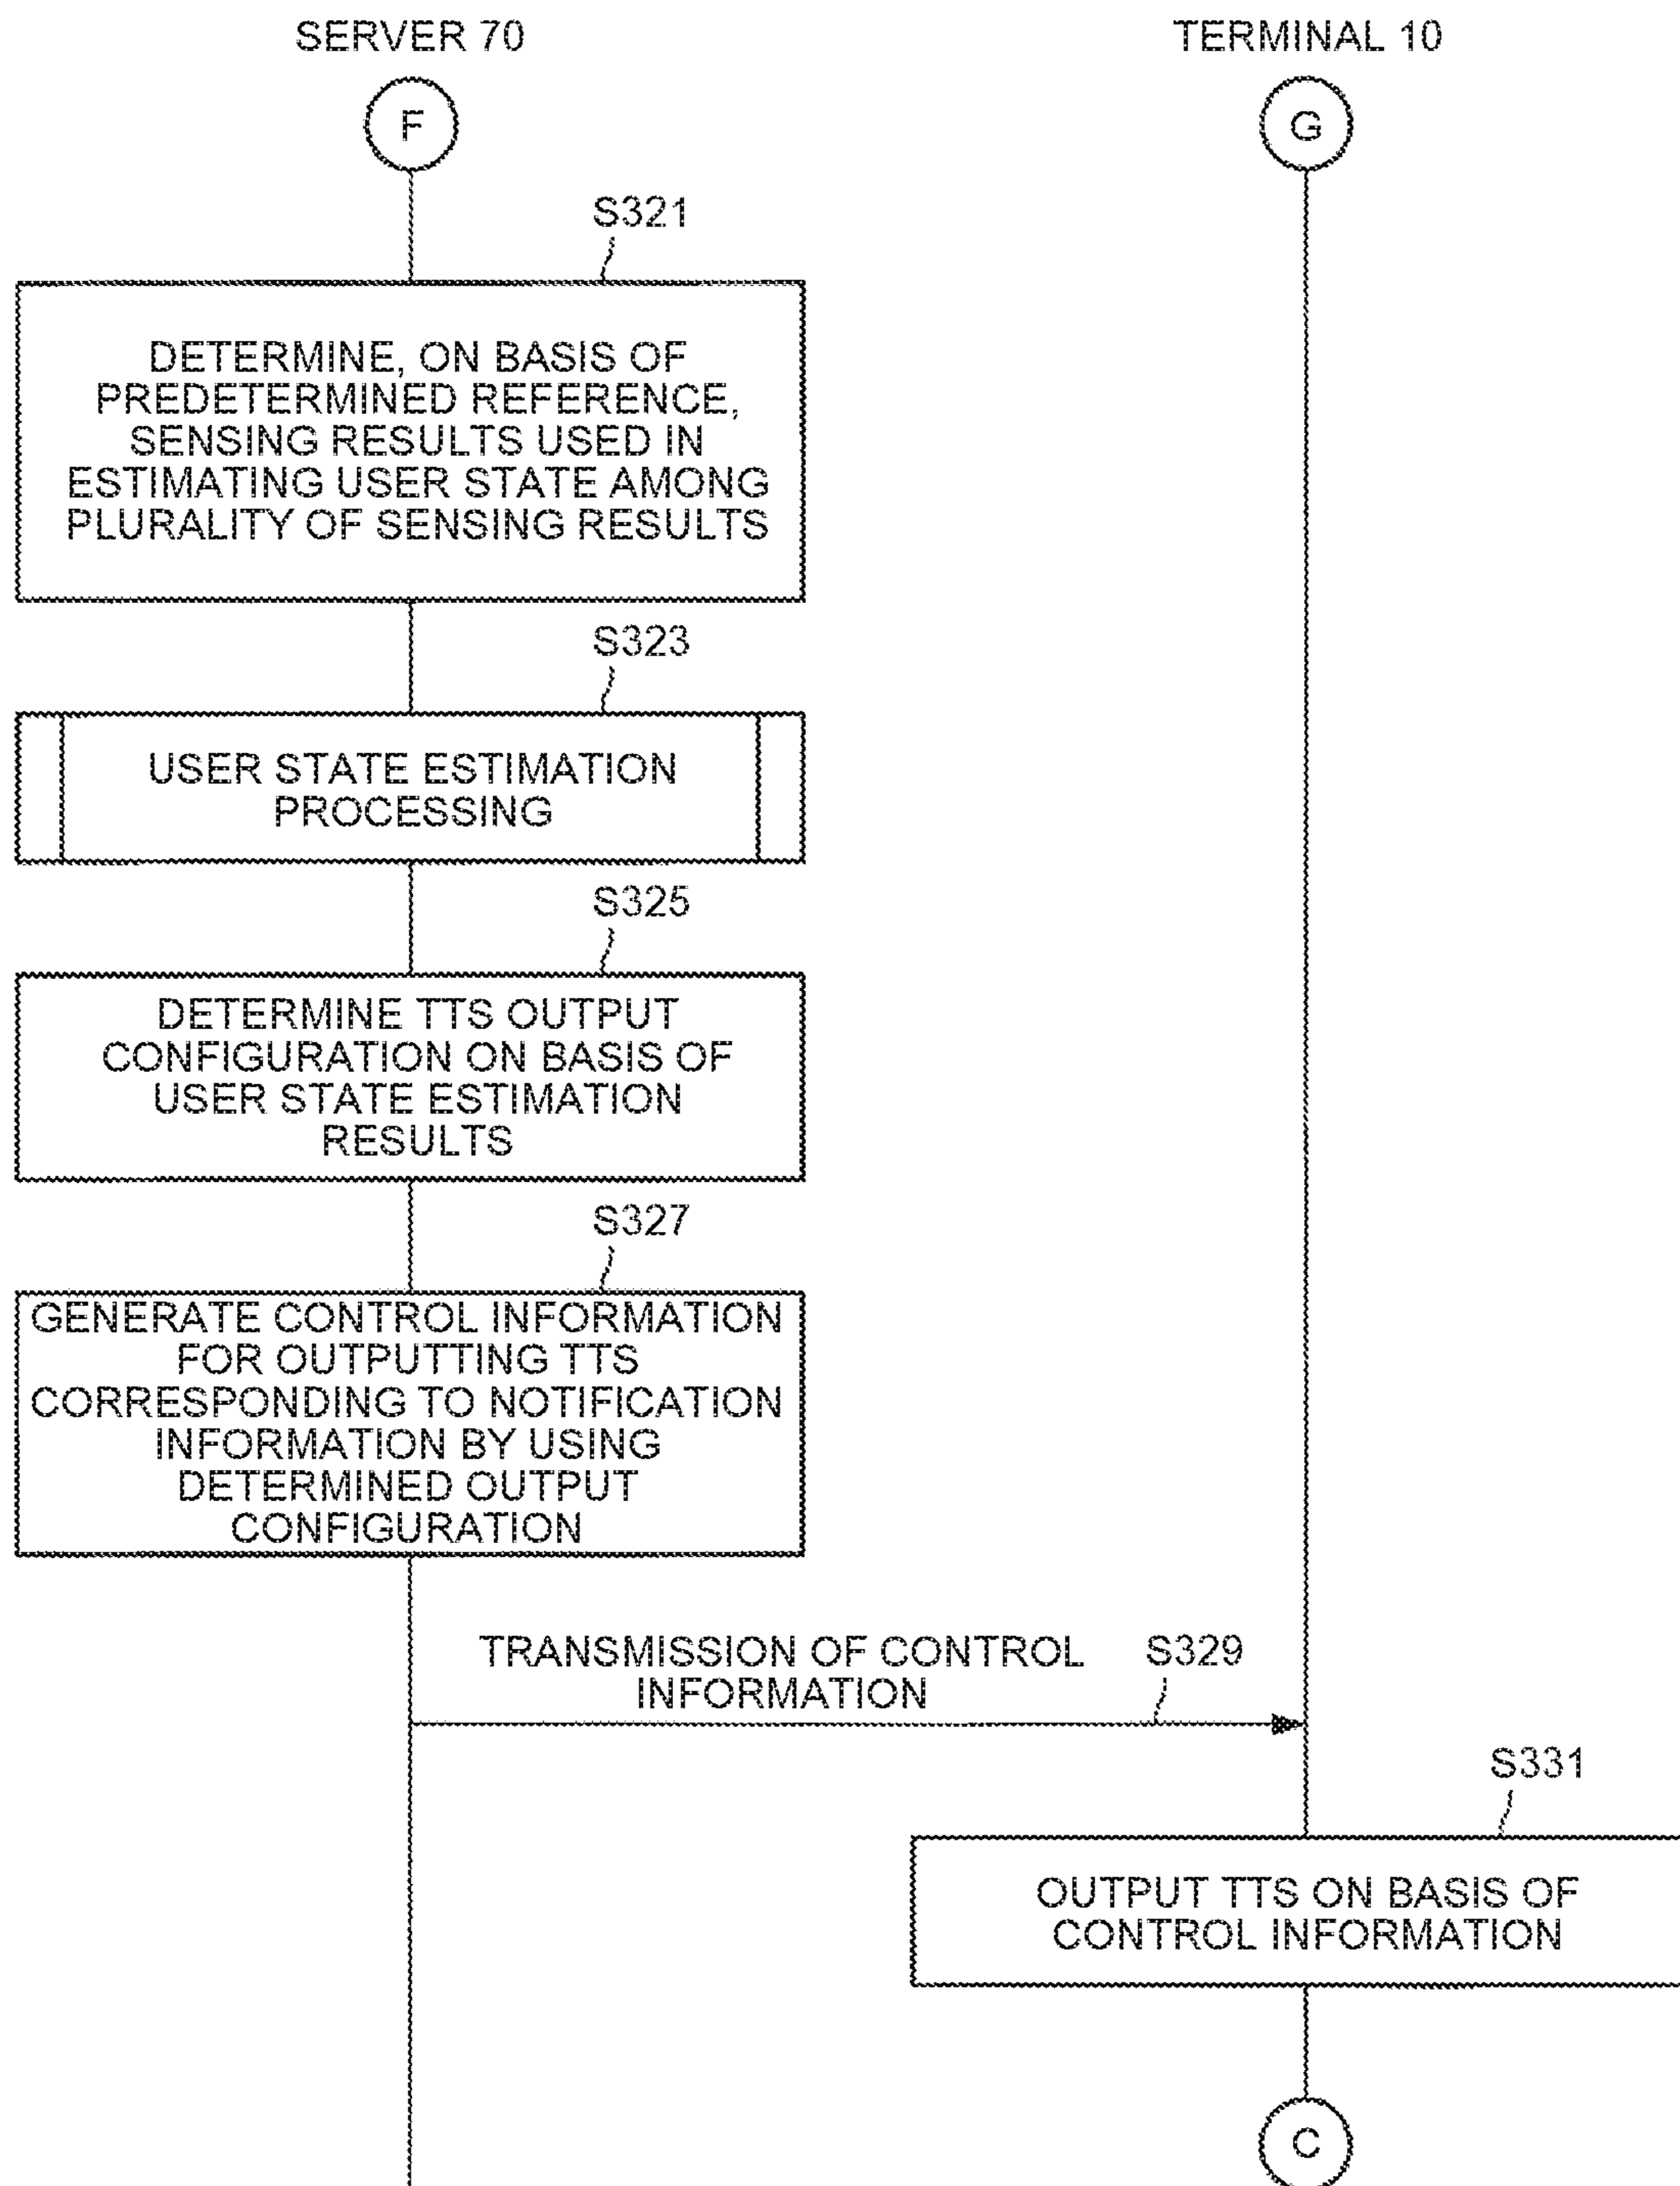 SERVER 70
TERMINAL 10
F
G
S321
DETERMINE, ON BASIS OF
PREDETERMINED REFERENCE,
SENSING RESULTS USED IN
ESTIMATING USER STATE AMONG
PLURALITY OF SENSING RESULTS
S323
USER STATE ESTIMATION
PROCESSING
S325
DETERMINE TTS OUTPUT
CONFIGURATION ON BASIS OF
USER STATE ESTIMATION
RESULTS
S327
GENERATE CONTROL INFORMATION
FOR OUTPUTTING TTS
CORRESPONDING TO NOTIFICATION
INFORMATION BY USING
DETERMINED OUTPUT
CONFIGURATION
TRANSMISSION OF CONTROL
INFORMATION
S329
S331
OUTPUT TTS ON BASIS OF
CONTROL INFORMATION
C